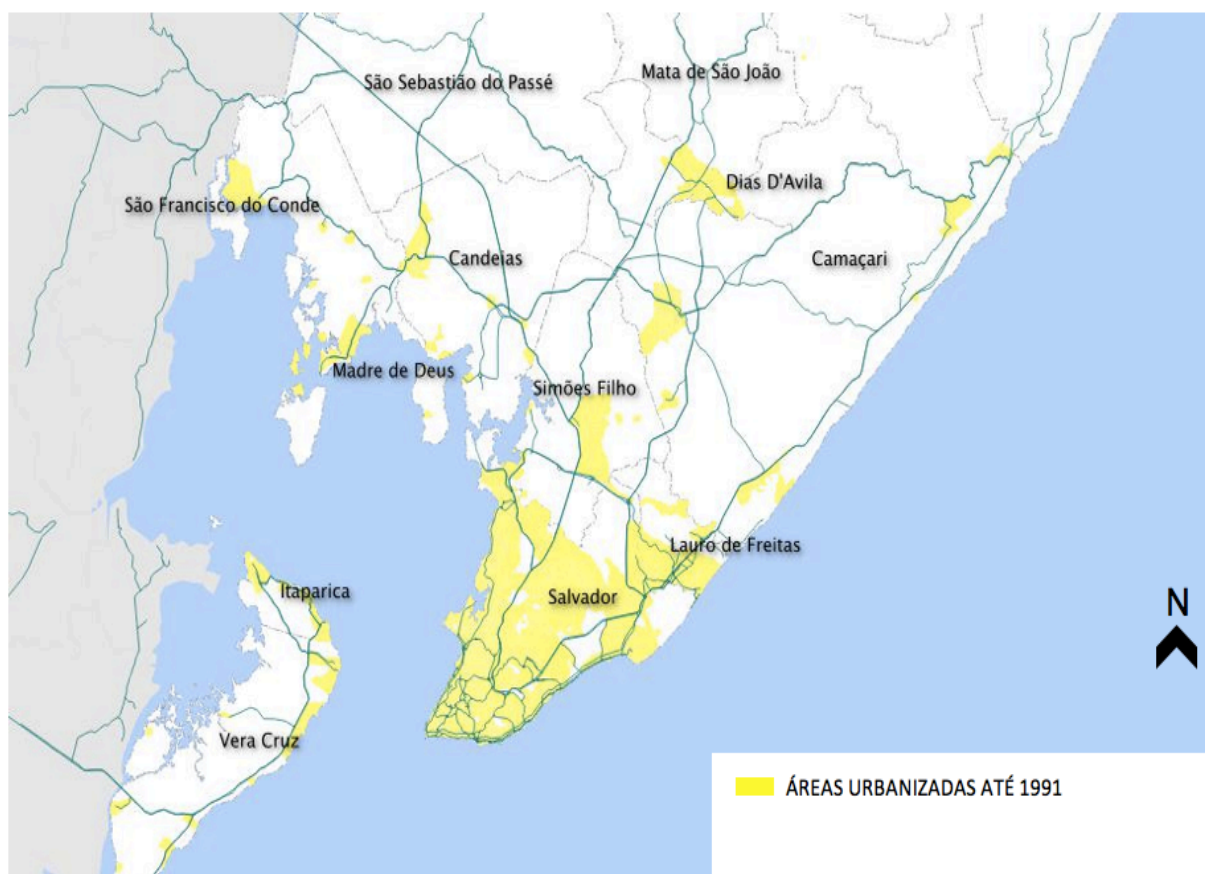 São Sebastião do Passé
Mata de São João
São Francisco do Conde
Dias D'Avila
Candeias
Camaçari
Madre de Deus
Simões Filho
Lauro de Freitas
Itaparica
Salvador
N
Vera Cruz
ÁREAS URBANIZADAS ATÉ 1991